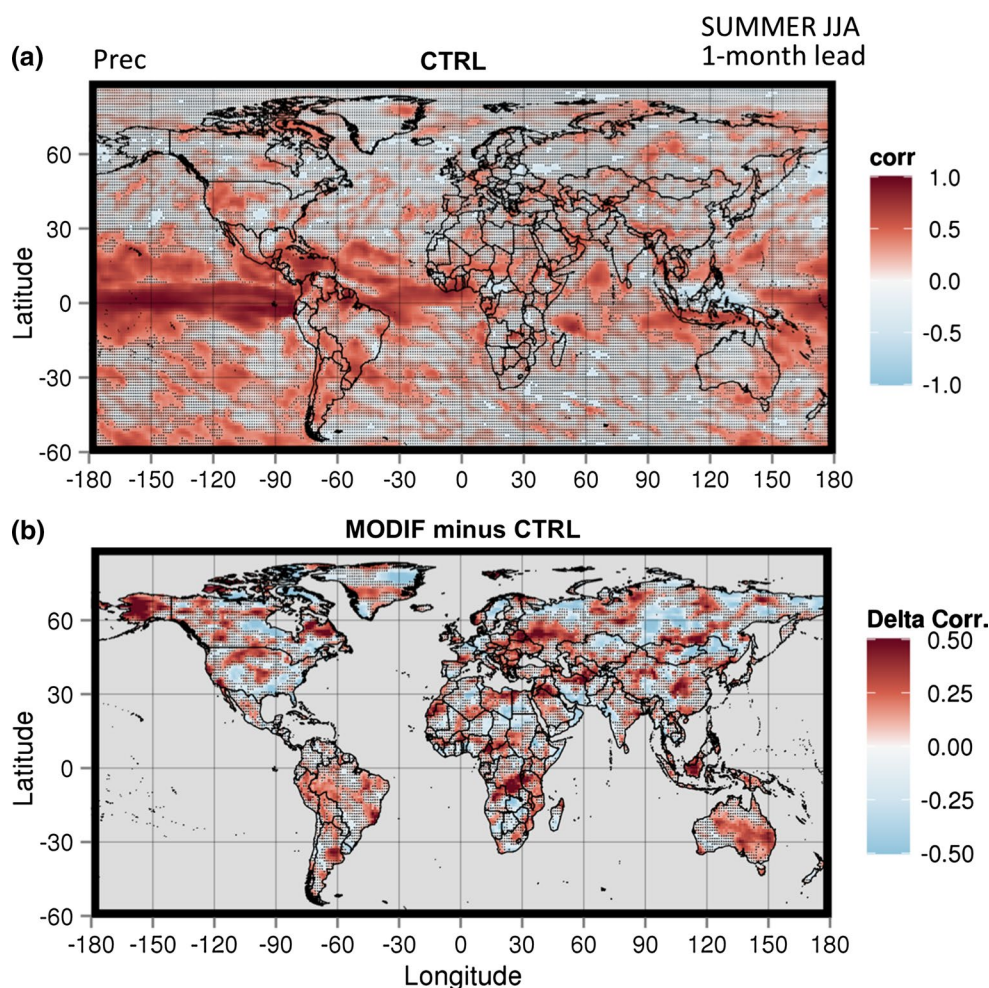 (a) Prec CTRL SUMMER JJA
1-month lead
Latitude
60
30
0
-30
-60
-180 -150 -120 -90 -60 -30 0 30 60 90 120 150 180
corr
1.0
0.5
0.0
-0.5
-1.0
(b) MODIF minus CTRL
Latitude
60
30
0
-30
-60
-180 -150 -120 -90 -60 -30 0 30 60 90 120 150 180
Longitude
Delta Corr.
0.50
0.25
0.00
-0.25
-0.50